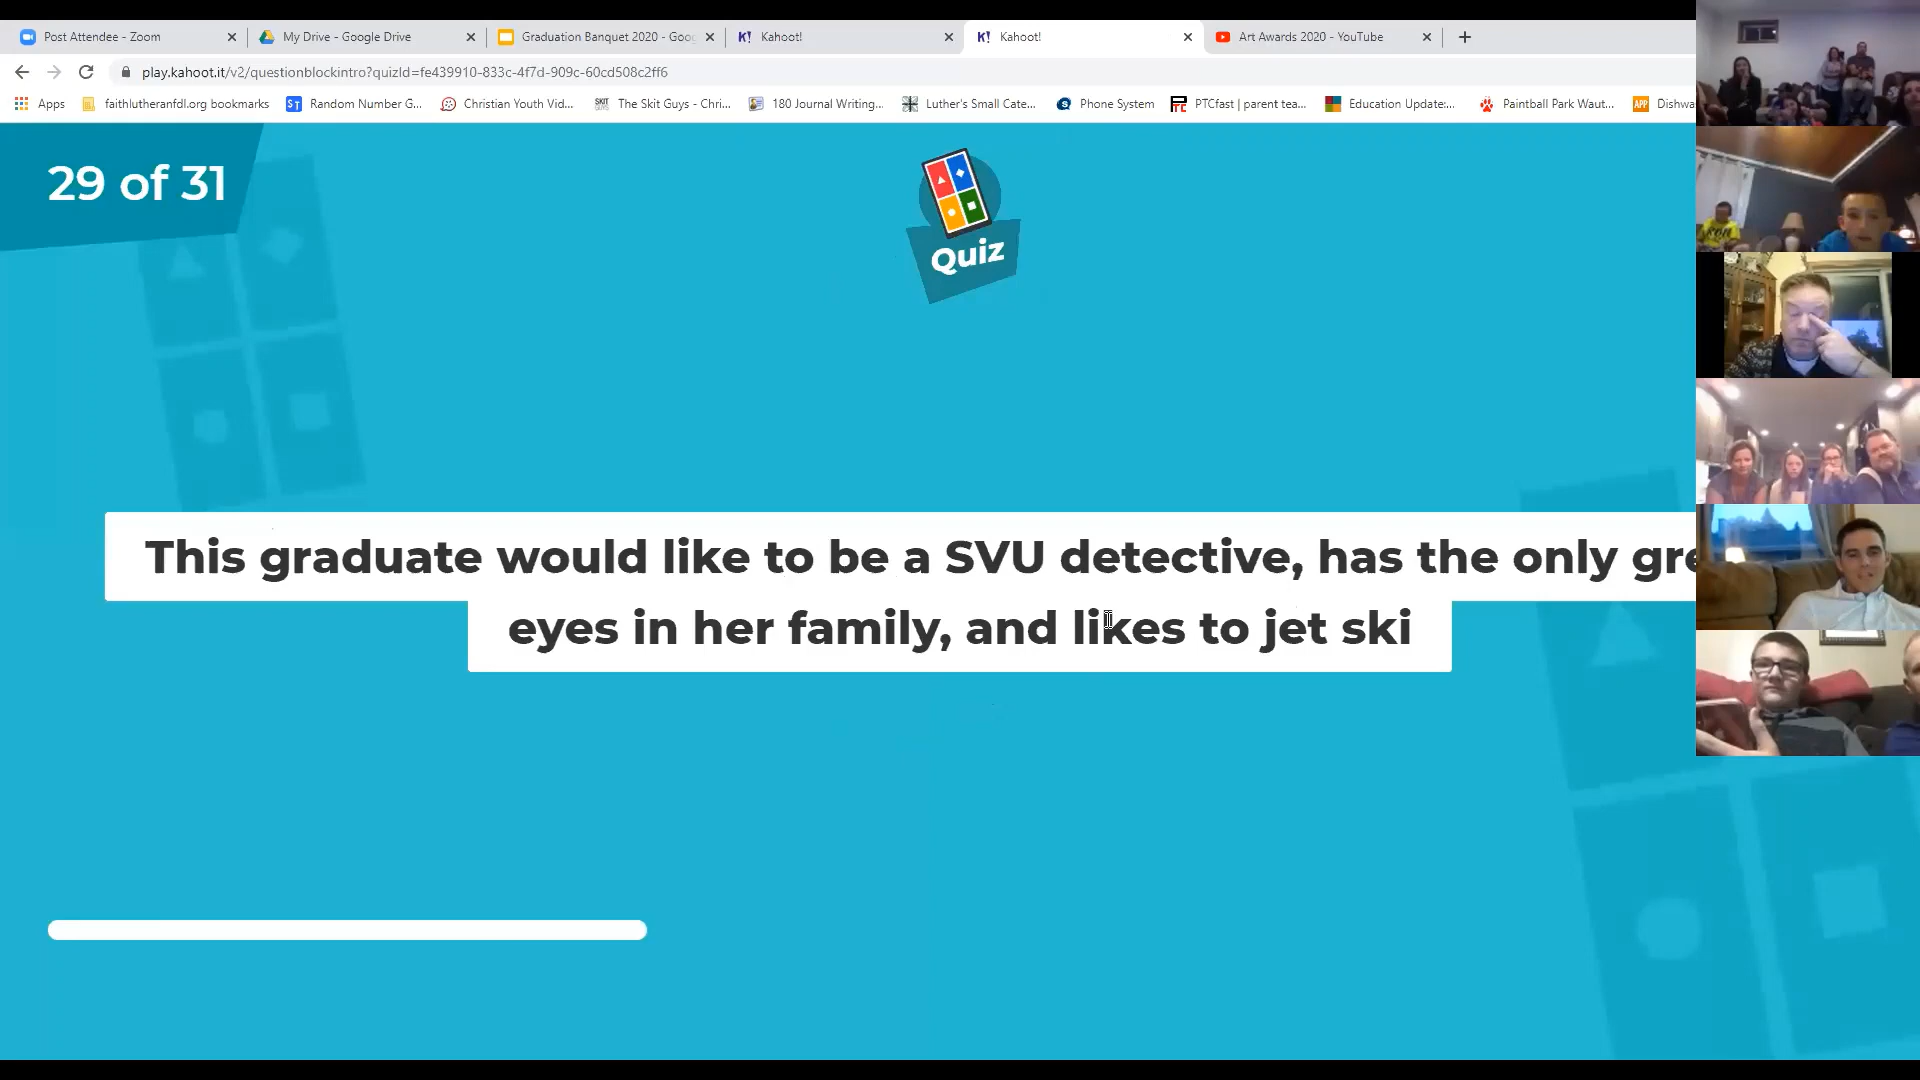 Post Attendee - Zoom
My Drive - Google Drive
Graduation Banquet 2020 - Goog
Kahoot!
Kahoot!
Art Awards 2020 - YouTube
play.kahoot.it/v2/questionblockintro?quizId=fe439910-833c-4f7d-909c-60cd508c2ff6
Apps
faithlutheranfdl.org bookmarks
Random Number G...
Christian Youth Vid...
The Skit Guys - Chri...
180 Journal Writing...
Luther's Small Cate...
Phone System
PTCfast | parent tea...
Education Update:...
Paintball Park Waut...
Dishwa
29 of 31
Quiz
This graduate would like to be a SVU detective, has the only gre
eyes in her family, and likes to jet ski